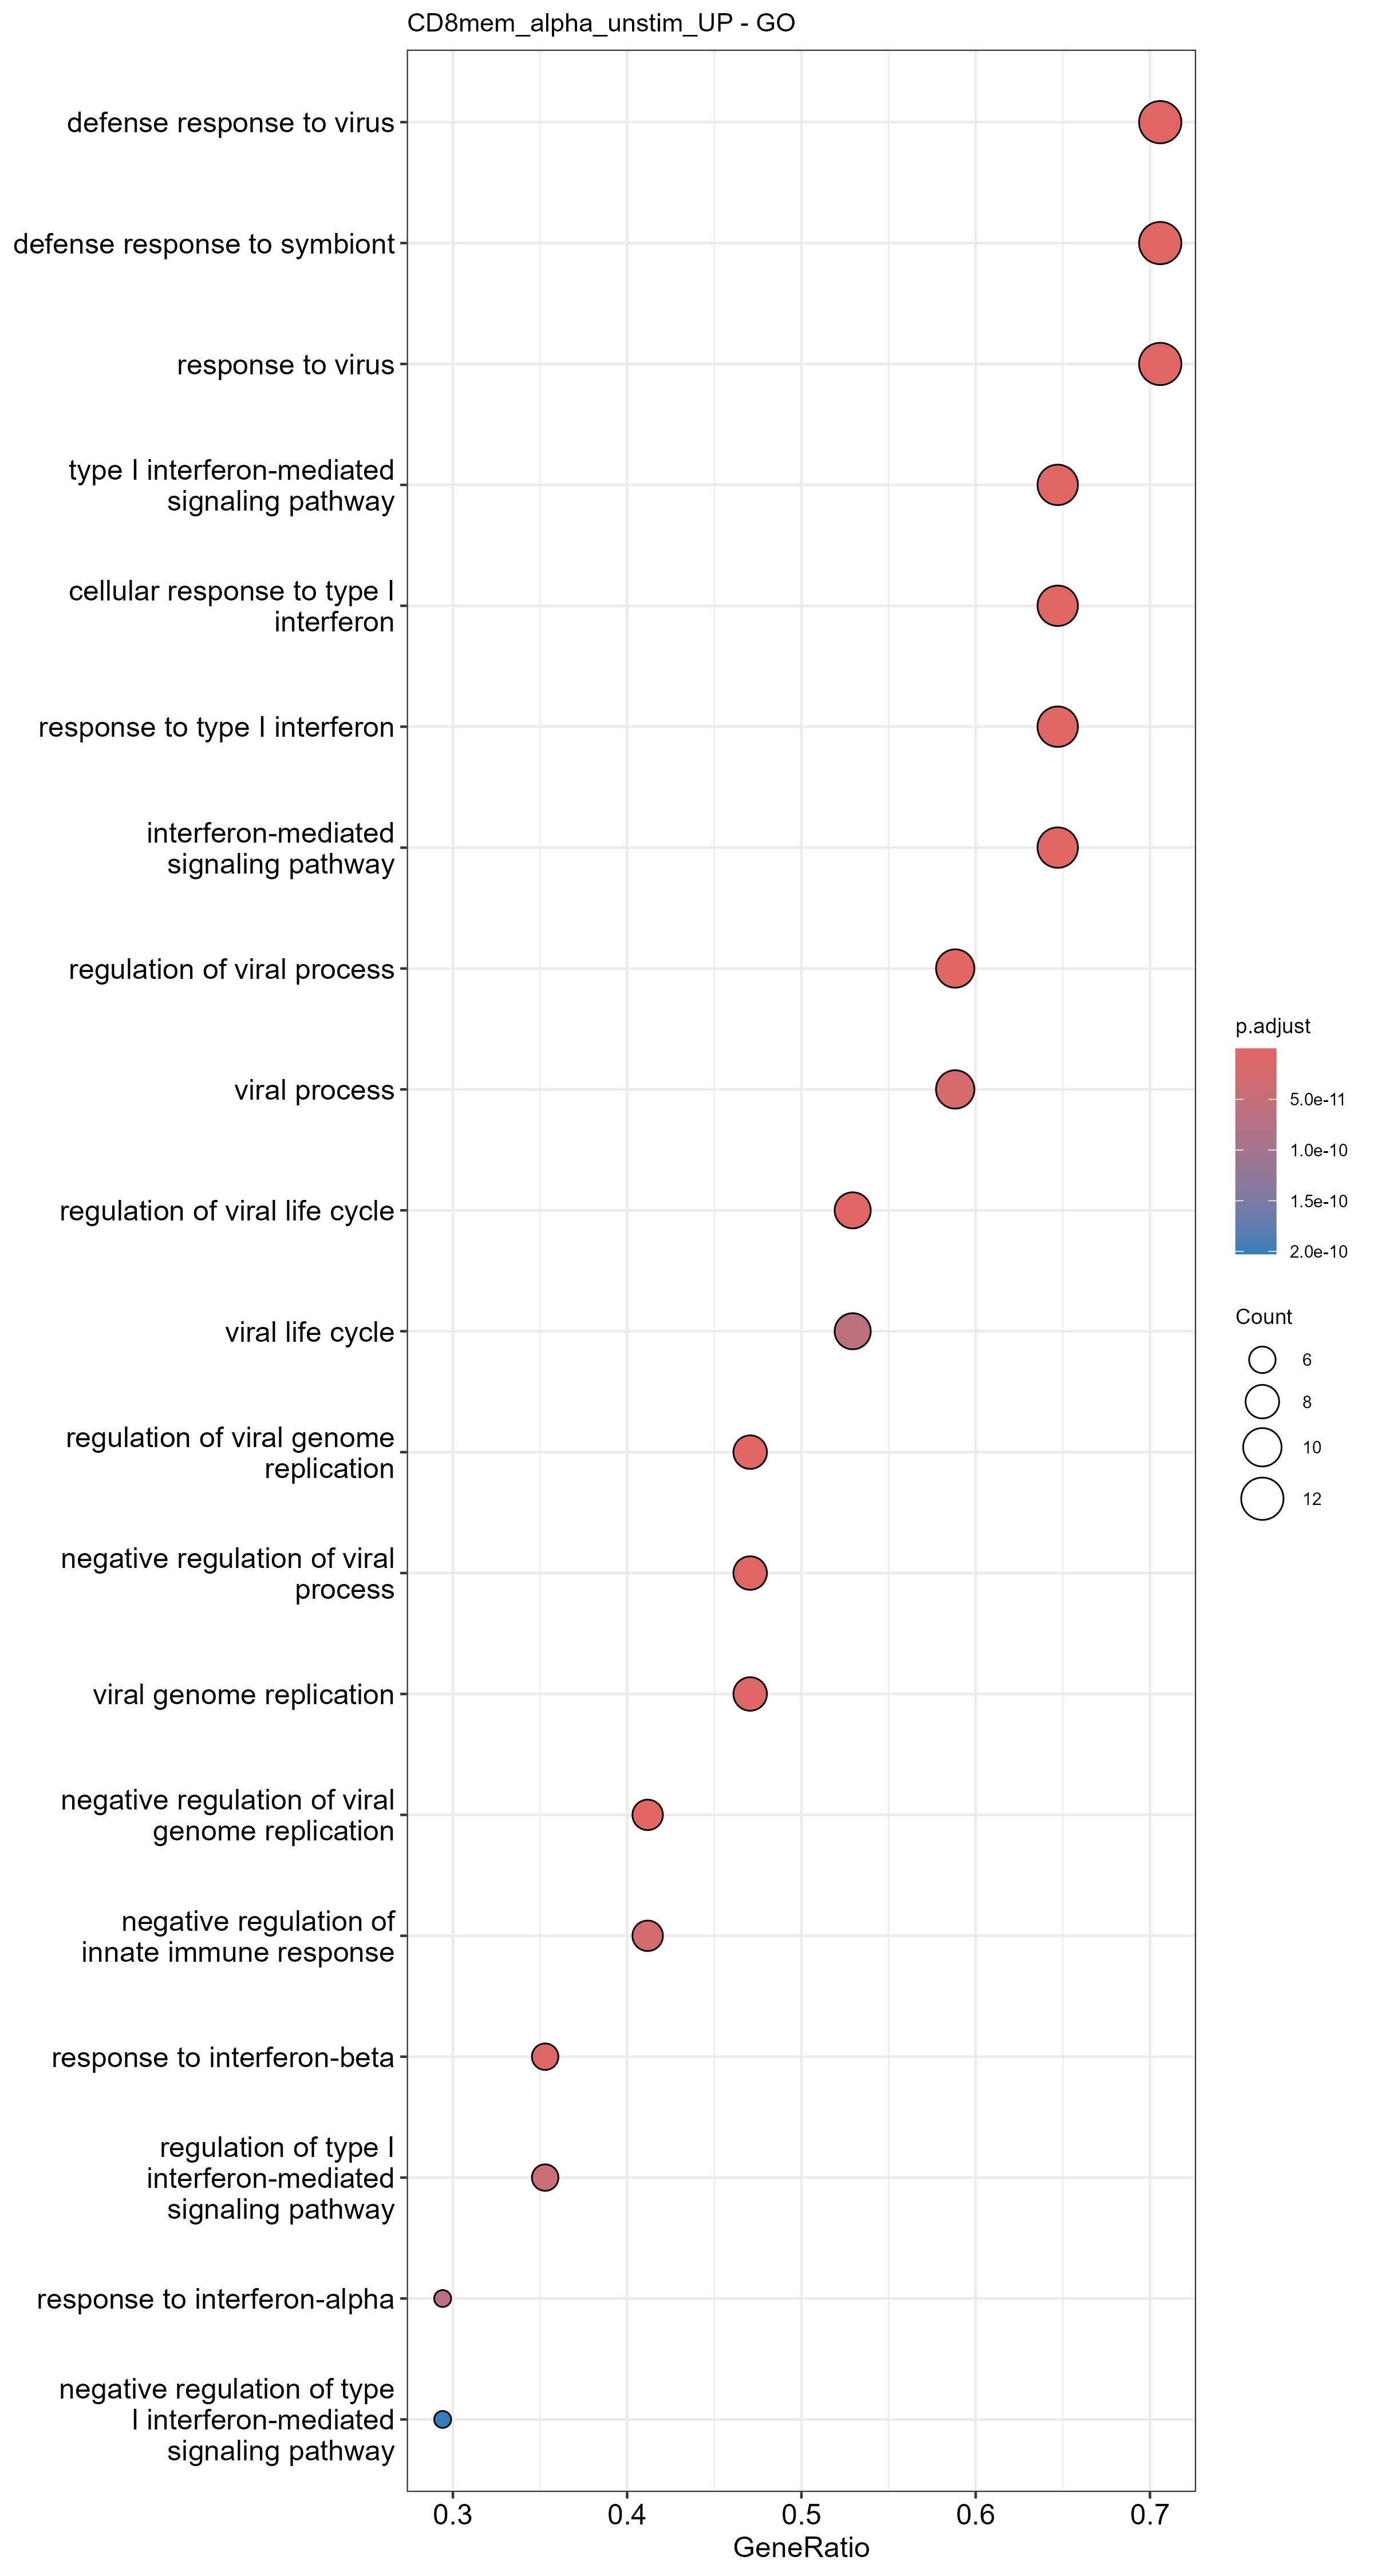 CD8mem_alpha_unstim_UP - GO
defense response to virus
defense response to symbiont
response to virus
type I interferon-mediated
signaling pathway
cellular response to type I
interferon
response to type I interferon
interferon-mediated
signaling pathway
regulation of viral process
viral process
regulation of viral life cycle
viral life cycle
regulation of viral genome
replication
negative regulation of viral
process
viral genome replication
negative regulation of viral
genome replication
negative regulation of
innate immune response
response to interferon-beta
regulation of type I
interferon-mediated
signaling pathway
response to interferon-alpha
negative regulation of type
I interferon-mediated
signaling pathway
0.3 0.4 0.5 0.6 0.7
GeneRatio
p.adjust
5.0e-11
1.0e-10
1.5e-10
2.0e-10
Count
6
8
10
12